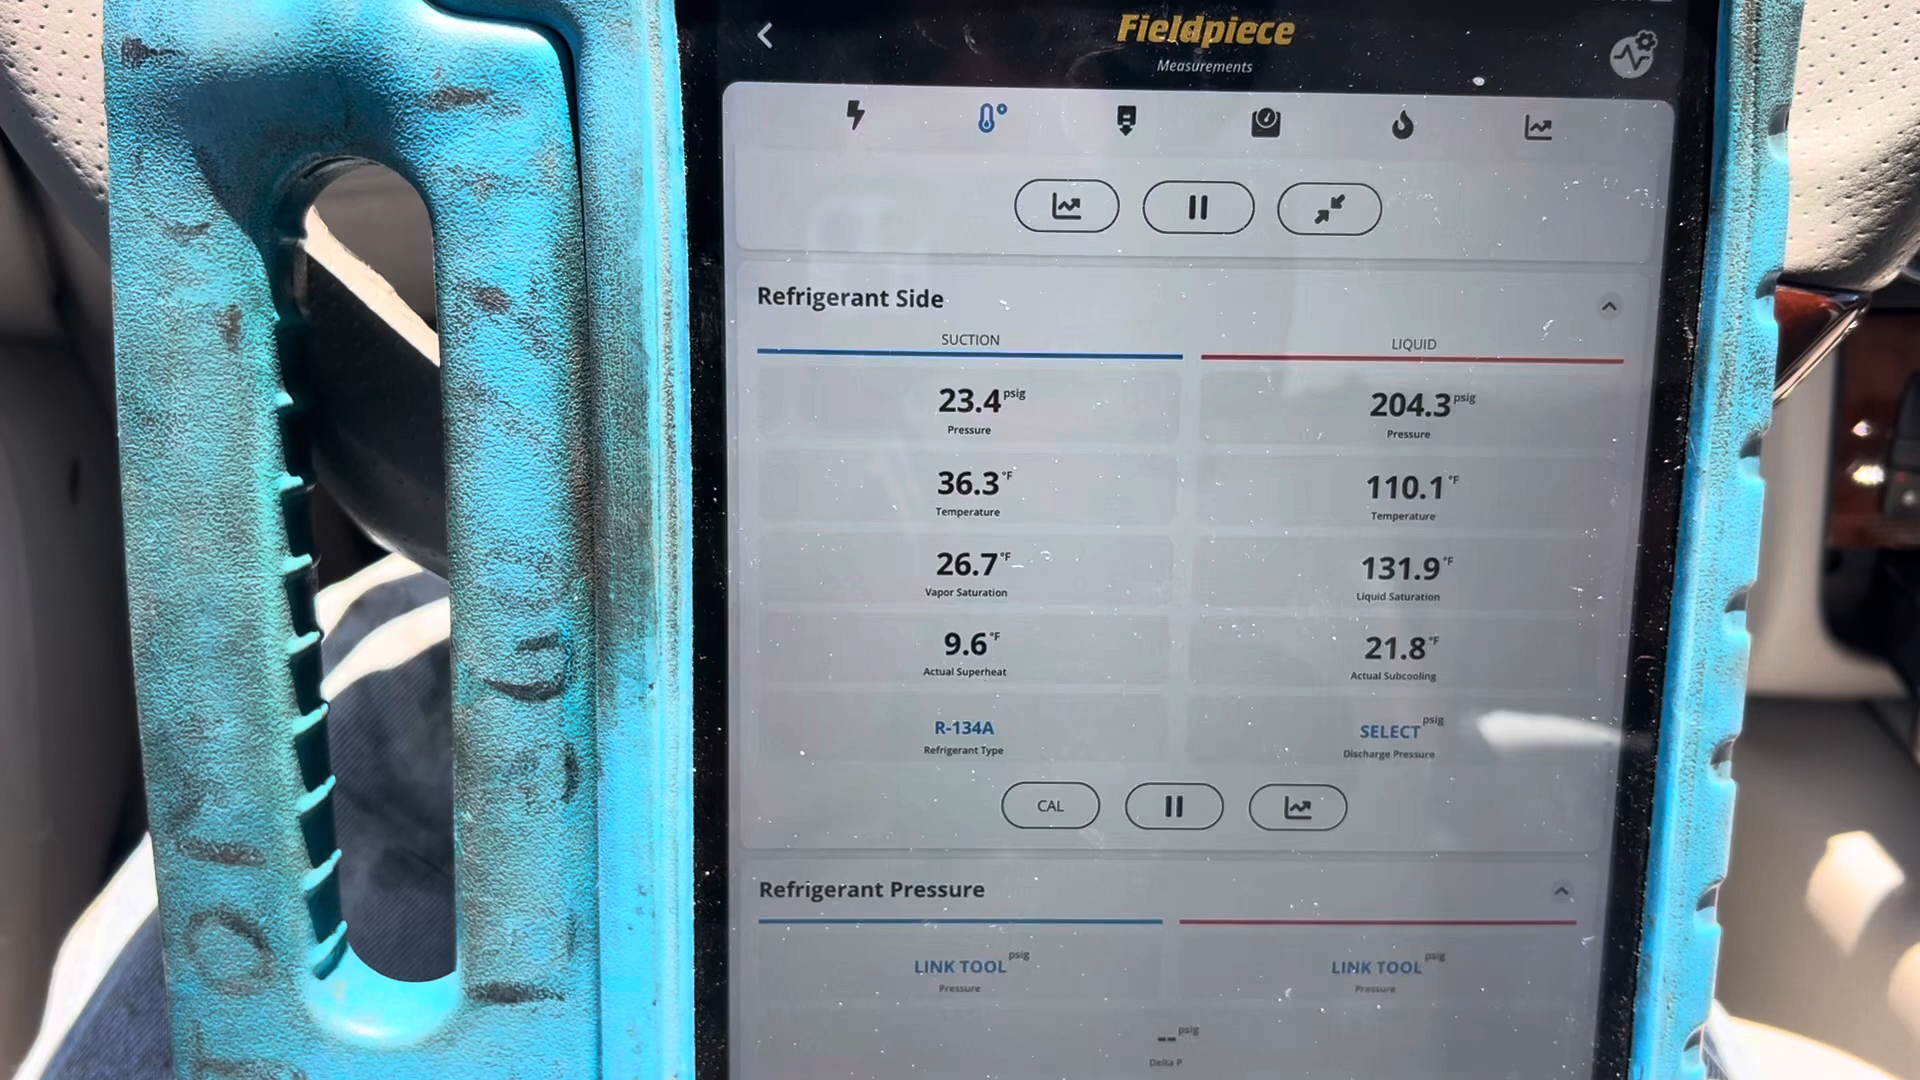 Fieldpiece
Measurements
Refrigerant Side
SUCTION
LIQUID
23.4 psig
Pressure
204.3 psig
Pressure
36.3 °F
Temperature
110.1 °F
Temperature
26.7 °F
Vapor Saturation
131.9 °F
Liquid Saturation
9.6 °F
Actual Superheat
21.8 °F
Actual Subcooling
R-134A
Refrigerant Type
SELECT psig
Discharge Pressure
CAL
Refrigerant Pressure
LINK TOOL psig
Pressure
LINK TOOL psig
Pressure
-- psig
Delta P